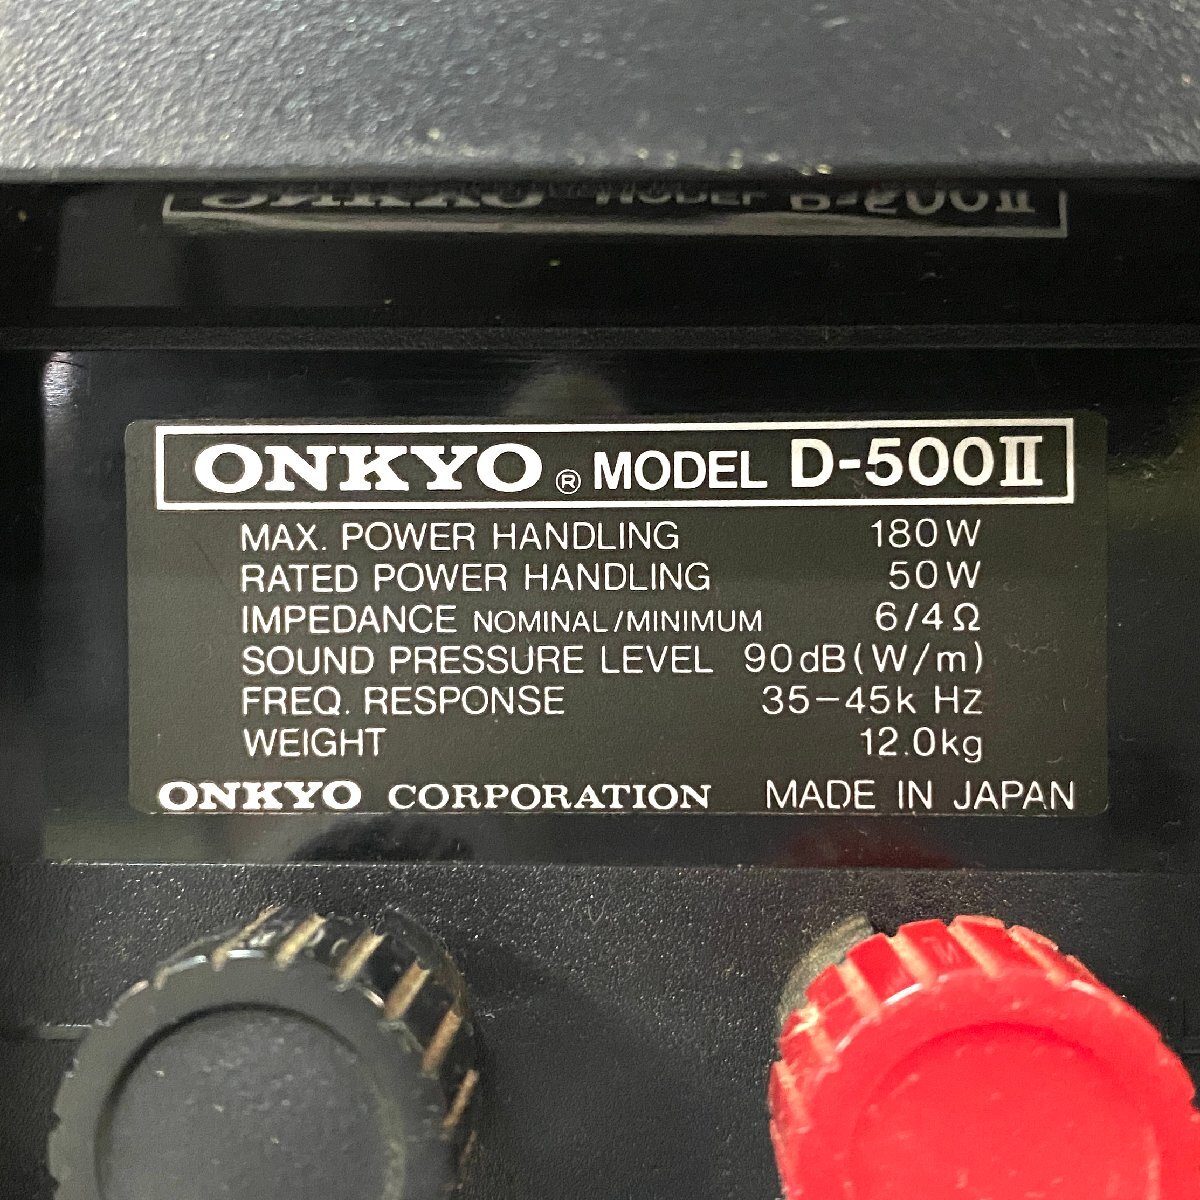 ONKYO ® MODEL D-500II
MAX. POWER HANDLING 180W
RATED POWER HANDLING 50W
IMPEDANCE NOMINAL/MINIMUM 6/4Ω
SOUND PRESSURE LEVEL 90dB(W/m)
FREQ. RESPONSE 35-45k Hz
WEIGHT 12.0kg
ONKYO CORPORATION MADE IN JAPAN